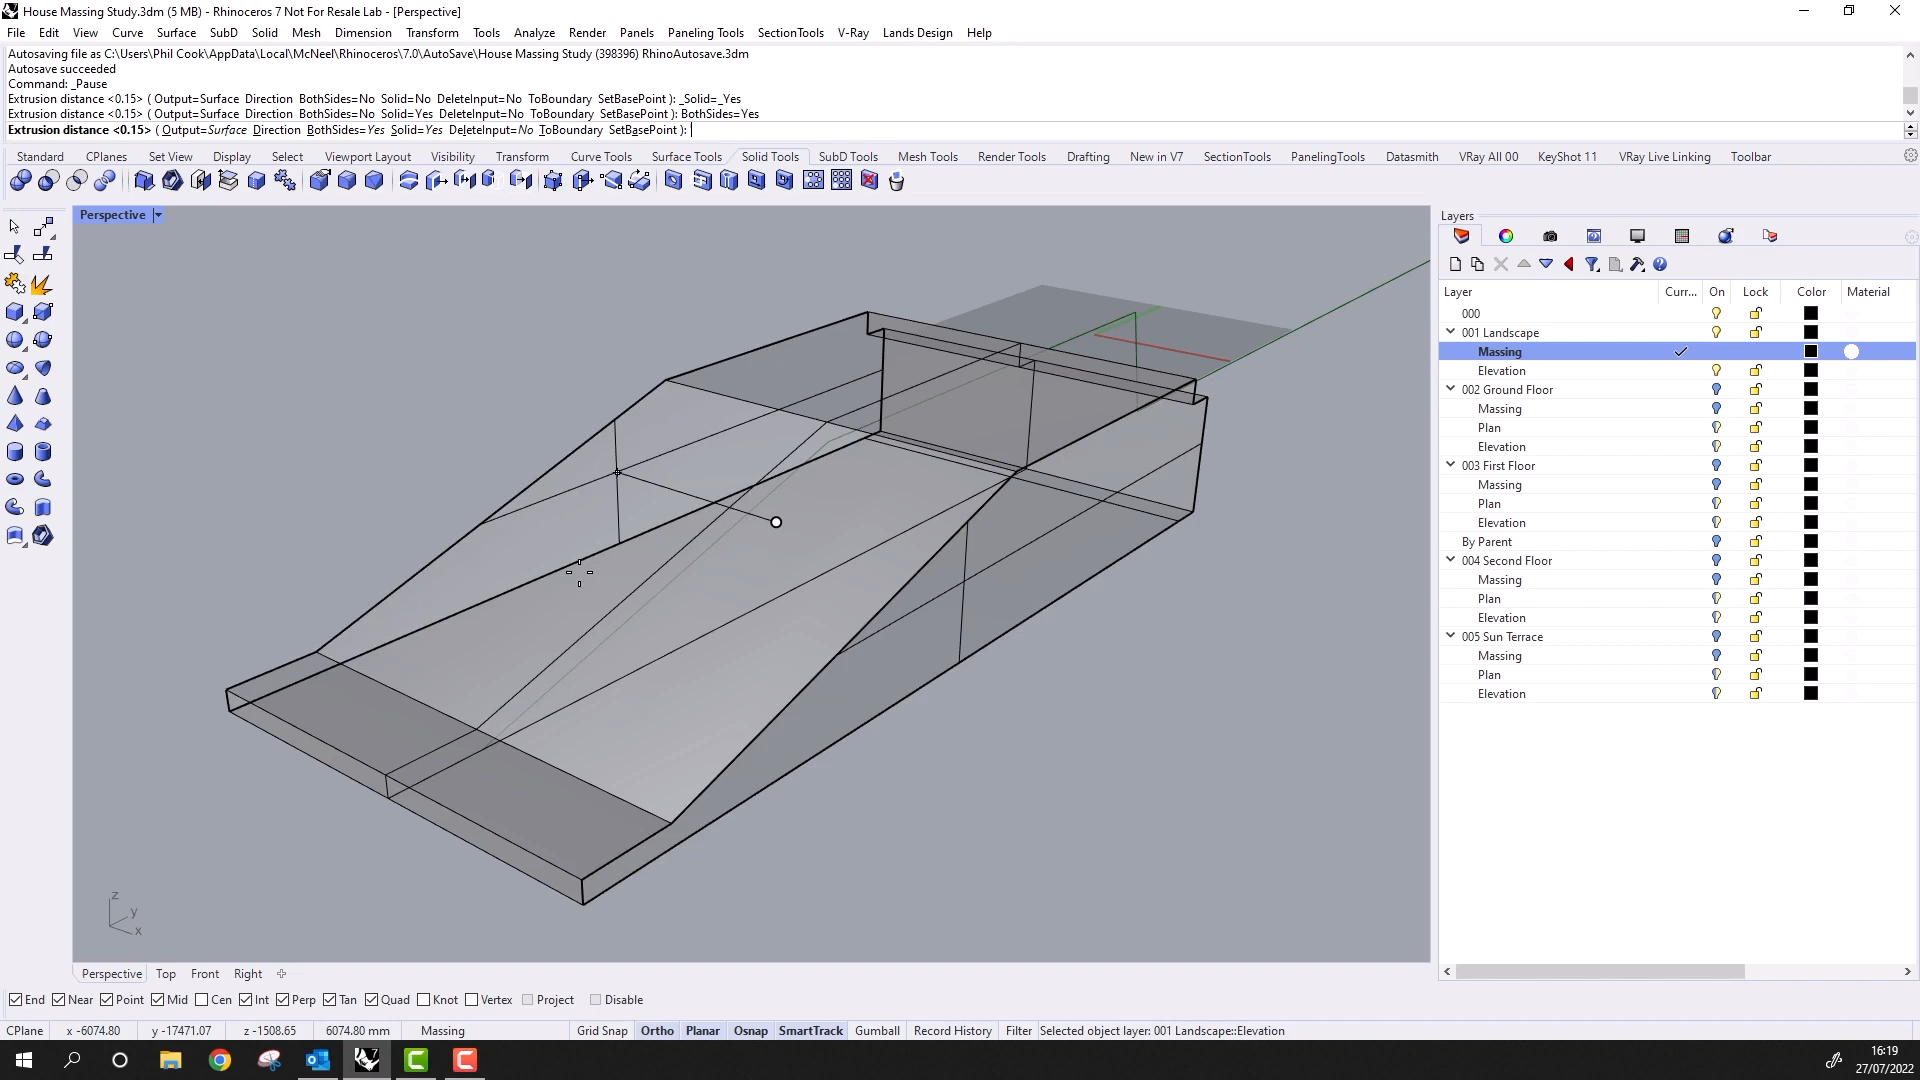 House Massing Study.3dm (5 MB) - Rhinoceros 7 Not For Resale Lab - [Perspective]
File Edit View Curve Surface SubD Solid Mesh Dimension Transform Tools Analyze Render Panels Paneling Tools SectionTools V-Ray Lands Design Help
Autosaving file as C:\Users\Phil Cook\AppData\Local\McNeel\Rhinoceros\7.0\AutoSave\House Massing Study (398396) RhinoAutosave.3dm
Autosave succeeded
Command: _Pause
Extrusion distance <0.15> ( Output=Surface Direction BothSides=No Solid=No DeleteInput=No ToBoundary SetBasePoint ): _Solid=_Yes
Extrusion distance <0.15> ( Output=Surface Direction BothSides=No Solid=Yes DeleteInput=No ToBoundary SetBasePoint ): BothSides=Yes
Extrusion distance <0.15> ( Output=Surface Direction BothSides=Yes Solid=Yes DeleteInput=No ToBoundary SetBasePoint ):
Standard CPlanes Set View Display Select Viewport Layout Visibility Transform Curve Tools Surface Tools Solid Tools SubD Tools Mesh Tools Render Tools Drafting New in V7 SectionTools PanelingTools Datasmith VRay All 00 KeyShot 11 VRay Live Linking Toolbar
Perspective
Layers
Layer Curr... On Lock Color Material
000
001 Landscape
Massing
Elevation
002 Ground Floor
Massing
Plan
Elevation
003 First Floor
Massing
Plan
Elevation
By Parent
004 Second Floor
Massing
Plan
Elevation
005 Sun Terrace
Massing
Plan
Elevation
z
y
x
Perspective Top Front Right
End Near Point Mid Cen Int Perp Tan Quad Knot Vertex Project Disable
CPlane x -6074.80 y -17471.07 z -1508.65 6074.80 mm Massing Grid Snap Ortho Planar Osnap SmartTrack Gumball Record History Filter Selected object layer: 001 Landscape::Elevation
16:19
27/07/2022